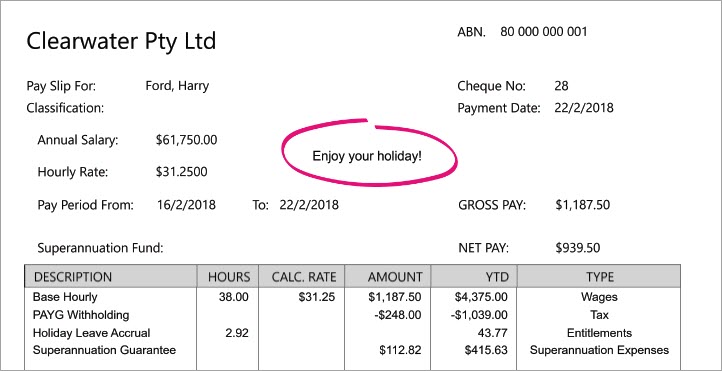 Clearwater Pty Ltd
ABN. 80 000 000 001
Pay Slip For: Ford, Harry
Cheque No: 28
Classification:
Payment Date: 22/2/2018
Annual Salary: $61,750.00
Enjoy your holiday!
Hourly Rate: $31.2500
Pay Period From: 16/2/2018 To: 22/2/2018 GROSS PAY: $1,187.50
Superannuation Fund: NET PAY: $939.50
DESCRIPTION HOURS CALC. RATE AMOUNT YTD TYPE
Base Hourly 38.00 $31.25 $1,187.50 $4,375.00 Wages
PAYG Withholding -$248.00 -$1,039.00 Tax
Holiday Leave Accrual 2.92 43.77 Entitlements
Superannuation Guarantee $112.82 $415.63 Superannuation Expenses